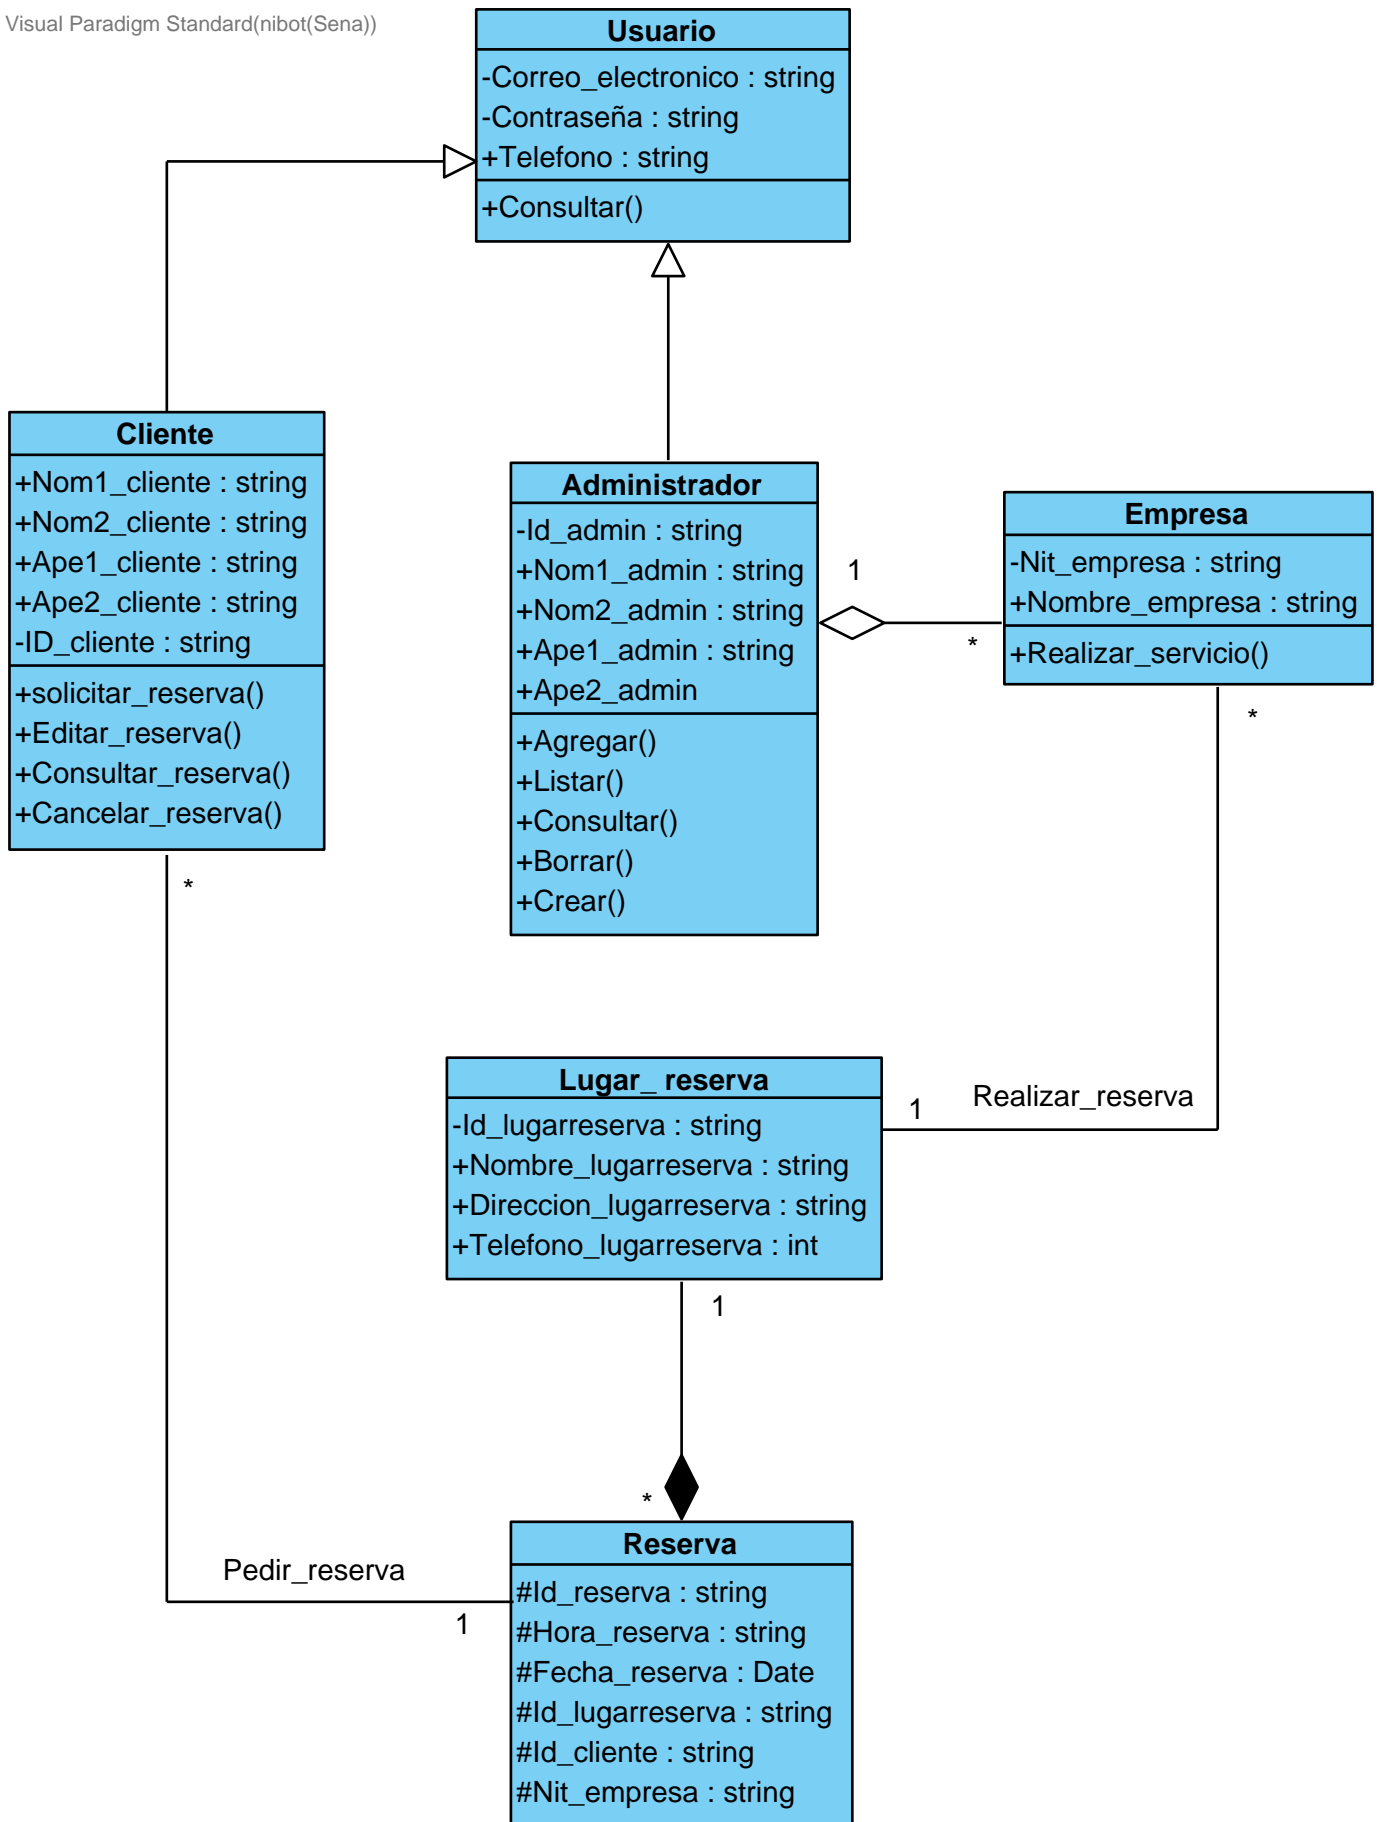 Visual Paradigm Standard(nibot(Sena))
Usuario
-Correo_electronico : string
-Contraseña : string
+Telefono : string
+Consultar()
Cliente
+Nom1_cliente : string
+Nom2_cliente : string
+Ape1_cliente : string
+Ape2_cliente : string
-ID_cliente : string
+solicitar_reserva()
+Editar_reserva()
+Consultar_reserva()
+Cancelar_reserva()
*
Administrador
-Id_admin : string
+Nom1_admin : string
+Nom2_admin : string
+Ape1_admin : string
+Ape2_admin
+Agregar()
+Listar()
+Consultar()
+Borrar()
+Crear()
1
*
Empresa
-Nit_empresa : string
+Nombre_empresa : string
+Realizar_servicio()
*
Realizar_reserva
1
Lugar_ reserva
-Id_lugarreserva : string
+Nombre_lugarreserva : string
+Direccion_lugarreserva : string
+Telefono_lugarreserva : int
1
*
Pedir_reserva
1
Reserva
#Id_reserva : string
#Hora_reserva : string
#Fecha_reserva : Date
#Id_lugarreserva : string
#Id_cliente : string
#Nit_empresa : string